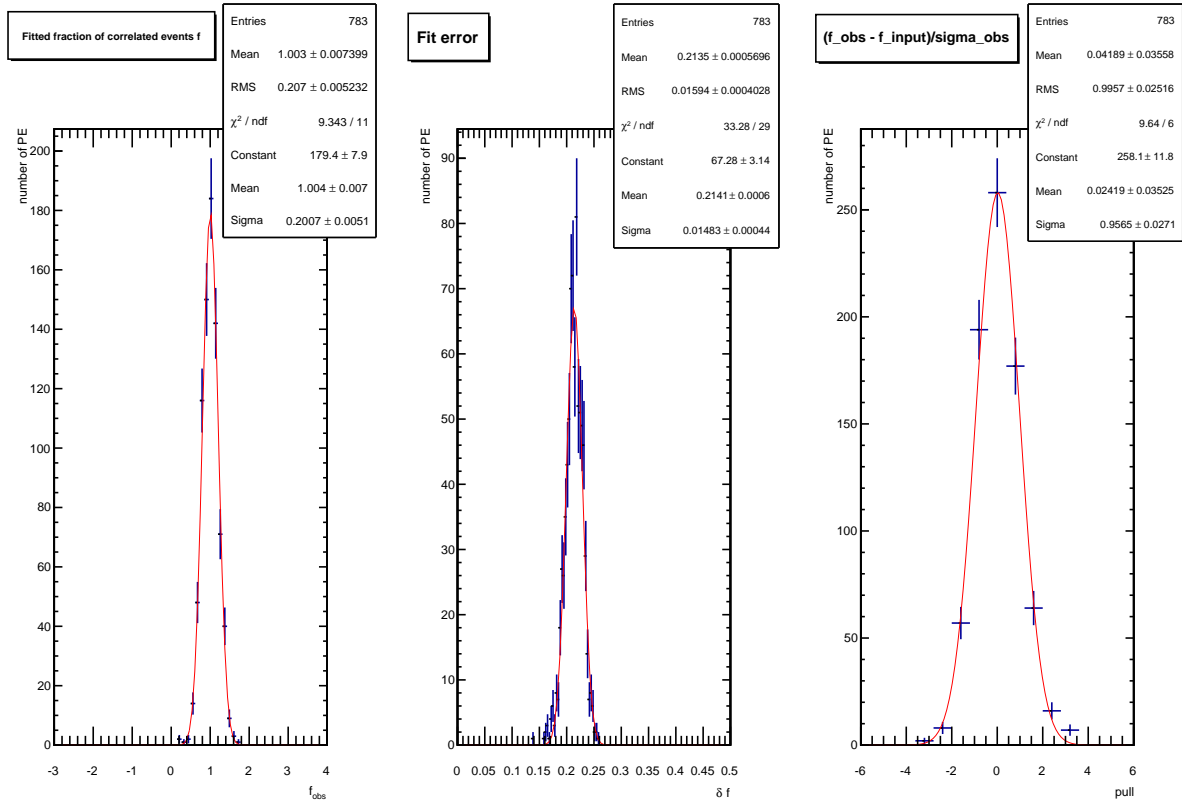 Fitted fraction of correlated events f
Entries 783
Mean 1.003 ± 0.007399
RMS 0.207 ± 0.005232
χ² / ndf 9.343 / 11
Constant 179.4 ± 7.9
Mean 1.004 ± 0.007
Sigma 0.2007 ± 0.0051
number of PE
200
180
160
140
120
100
80
60
40
20
0
-3 -2 -1 0 1 2 3 4
f_obs
Fit error
Entries 783
Mean 0.2135 ± 0.0005696
RMS 0.01594 ± 0.0004028
χ² / ndf 33.28 / 29
Constant 67.28 ± 3.14
Mean 0.2141 ± 0.0006
Sigma 0.01483 ± 0.00044
number of PE
90
80
70
60
50
40
30
20
10
0
0 0.05 0.1 0.15 0.2 0.25 0.3 0.35 0.4 0.45 0.5
δ f
(f_obs - f_input)/sigma_obs
Entries 783
Mean 0.04189 ± 0.03558
RMS 0.9957 ± 0.02516
χ² / ndf 9.64 / 6
Constant 258.1 ± 11.8
Mean 0.02419 ± 0.03525
Sigma 0.9565 ± 0.0271
number of PE
250
200
150
100
50
0
-6 -4 -2 0 2 4 6
pull